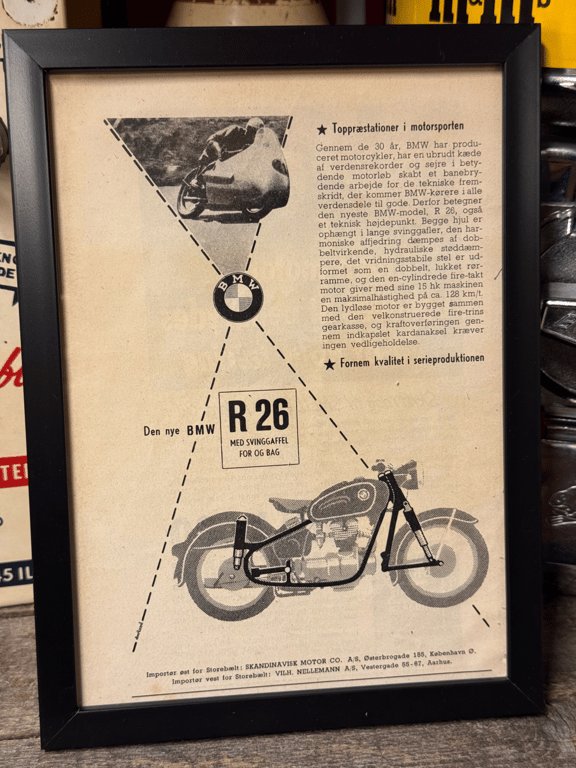 ★ Toppræstationer i motorsporten
Gennem de 30 år, BMW har produ-
ceret motorcykler, har en ubrudt kæde
af verdensrekorder og sejre i bety-
dende motorløb skabt et banebry-
dende arbejde for de tekniske frem-
skridt, der kommer BMW-kørere i alle
verdensdele til gode. Derfor betegner
den nyeste BMW-model, R 26, også
et teknisk højdepunkt. Begge hjul er
ophængt i lange svinggafler, den har-
moniske affjedring dæmpes af dob-
beltvirkende, hydrauliske støddæm-
pere, det vridningsstabile stel er ud-
formet som en dobbelt, lukket rør-
ramme, og den en-cylindrede fire-takt
motor giver med sine 15 hk maskinen
en maksimalhastighed på ca. 128 km/t.
Den lydløse motor er bygget sammen
med den velkonstruerede fire-trins
gearkasse, og kraftoverføringen gen-
nem indkapslet kardanaksel kræver
ingen vedligeholdelse.
★ Fornem kvalitet i serieproduktionen
BMW
Den nye BMW
R 26
MED SVINGGAFFEL
FOR OG BAG
Importør øst for Storebælt: SKANDINAVISK MOTOR CO. A/S, Østerbrogade 135, København Ø.
Importør vest for Storebælt: VILH. NELLEMANN A/S, Vestergade 65-67, Aarhus.